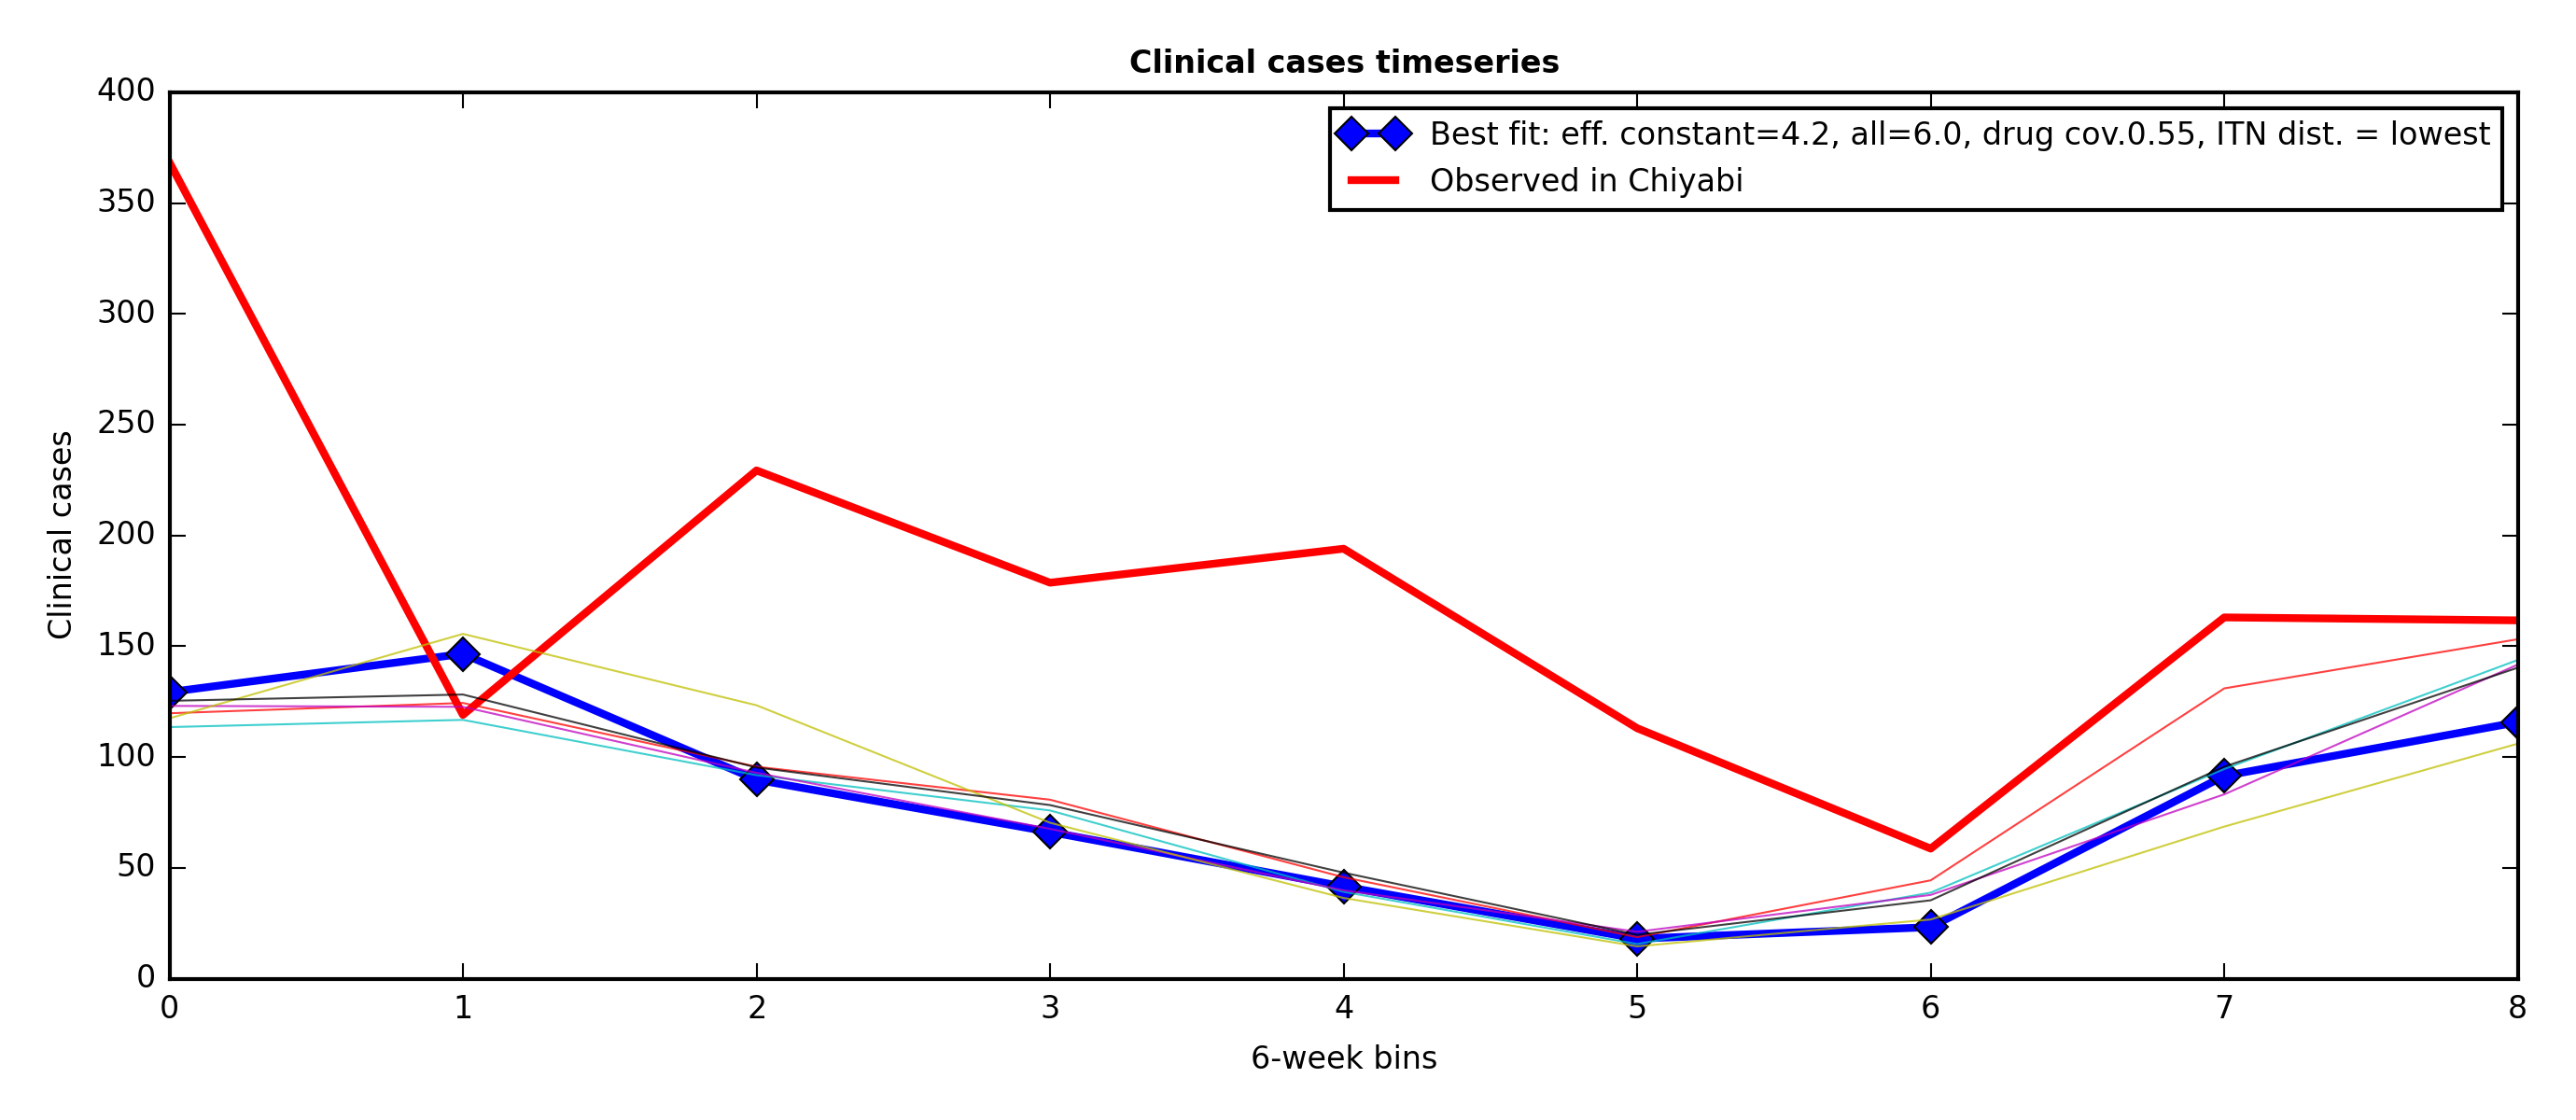 Clinical cases timeseries
400
350
300
250
200
150
100
50
0
Clinical cases
Best fit: eff. constant=4.2, all=6.0, drug cov.0.55, ITN dist. = lowest
Observed in Chiyabi
0 1 2 3 4 5 6 7 8
6-week bins